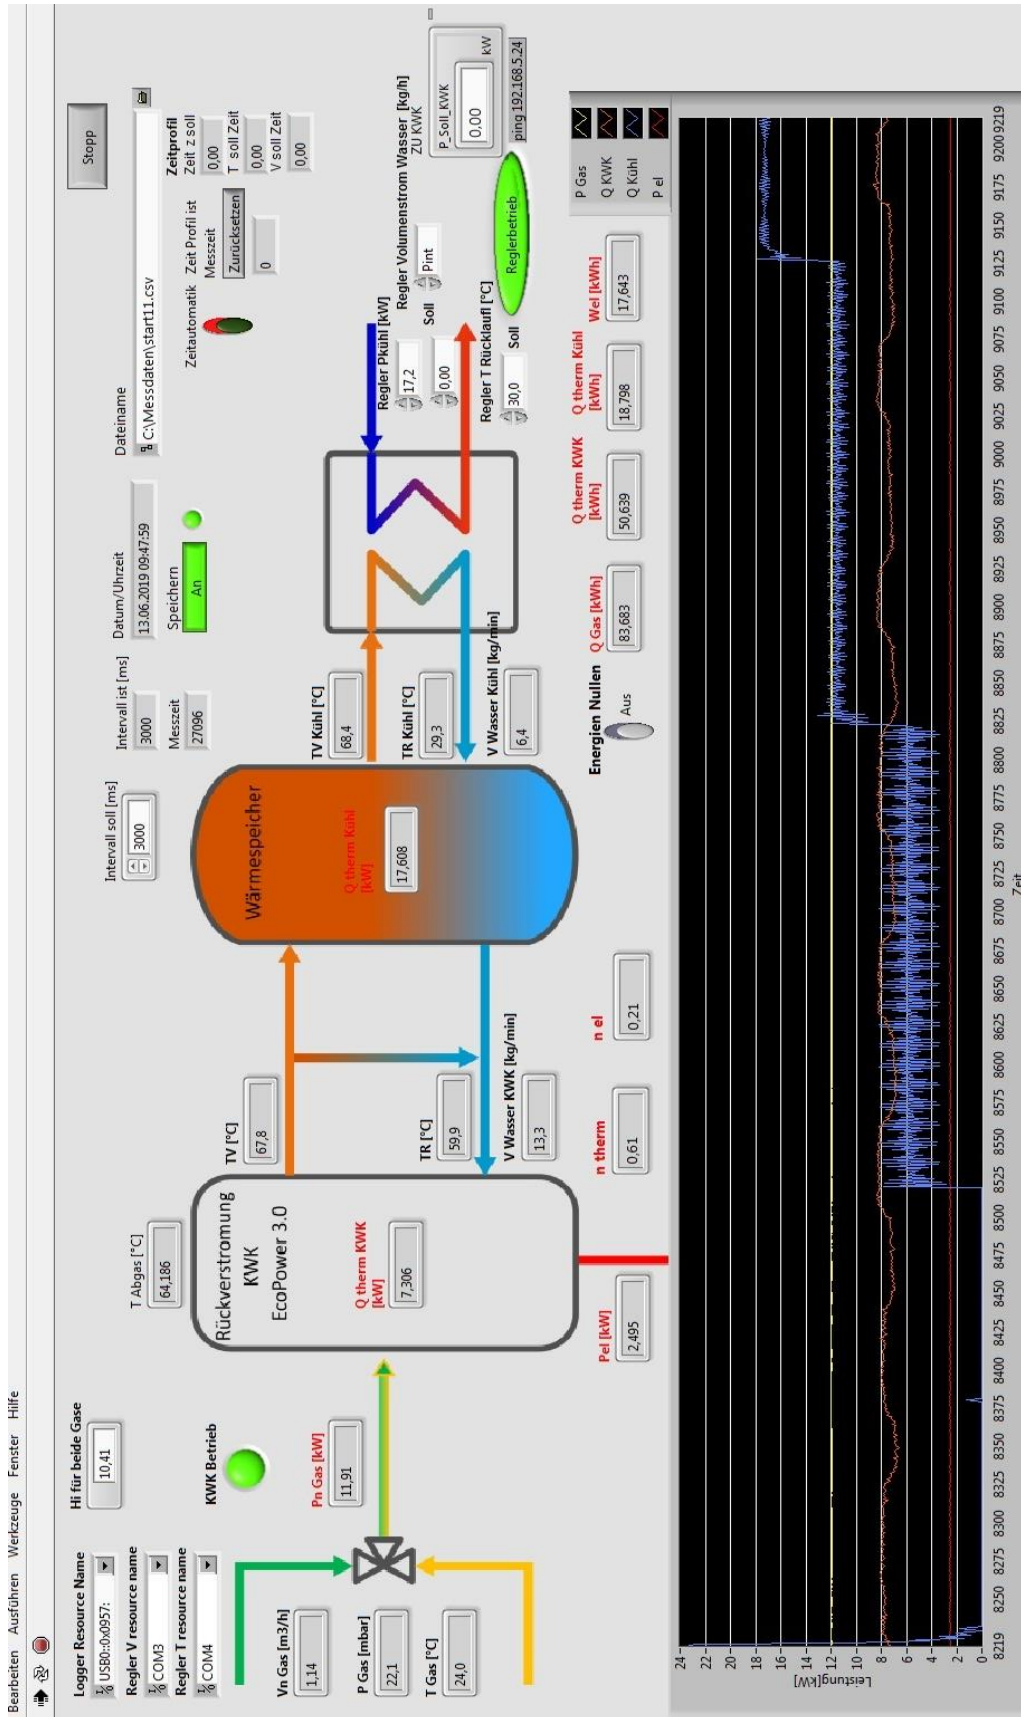 Bearbeiten Ausführen Werkzeuge Fenster Hilfe
Logger Resource Name
USB0::0x0957:
Regler V resource name
COM3
Regler T resource name
COM4
Hi für beide Gase
10,41
KWK Betrieb
Vn Gas [m3/h]
1,14
P Gas [mbar]
22,1
T Gas [°C]
24,0
Pn Gas [kW]
11,91
T Abgas [°C]
64,186
Rückverstromung
KWK
EcoPower 3.0
Q therm KWK
[kW]
7,306
Pel [kW]
2,495
TV [°C]
67,8
TR [°C]
59,9
V Wasser KWK [kg/min]
13,3
n therm
0,61
n el
0,21
Intervall soll [ms]
3000
Intervall ist [ms]
3000
Messzeit
27096
Datum/Uhrzeit
13.06.2019 09:47:59
Speichern
An
Dateiname
C:\Messdaten\start11.csv
Stopp
Zeitautomatik
Zeit Profil ist
Messzeit
Zurücksetzen
0
Zeitprofil
Zeit z soll
0,00
T soll Zeit
0,00
V soll Zeit
0,00
Wärmespeicher
Q therm Kühl
[kW]
17,608
TV Kühl [°C]
68,4
TR Kühl [°C]
29,3
V Wasser Kühl [kg/min]
6,4
Regler Pkühl [kW]
17,2
Regler Volumenstrom Wasser [kg/h]
ZU KWK
Soll
0,00
Pint
Regler T Rücklaufl [°C]
30,0
Soll
P_Soll_KWK
0,00
kW
Reglerbetrieb
ping 192.168.5.24
Energien Nullen
Aus
Q Gas [kWh]
83,683
Q therm KWK
[kWh]
50,639
Q therm Kühl
[kWh]
18,798
Wel [kWh]
17,643
P Gas
Q KWK
Q Kühl
P el
Leistung[kW]
24
22
20
18
16
14
12
10
8
6
4
2
0
8219 8250 8275 8300 8325 8350 8375 8400 8425 8450 8475 8500 8525 8550 8575 8600 8625 8650 8675 8700 8725 8750 8775 8800 8825 8850 8875 8900 8925 8950 8975 9000 9025 9050 9075 9100 9125 9150 9175 9200 9219
Zeit